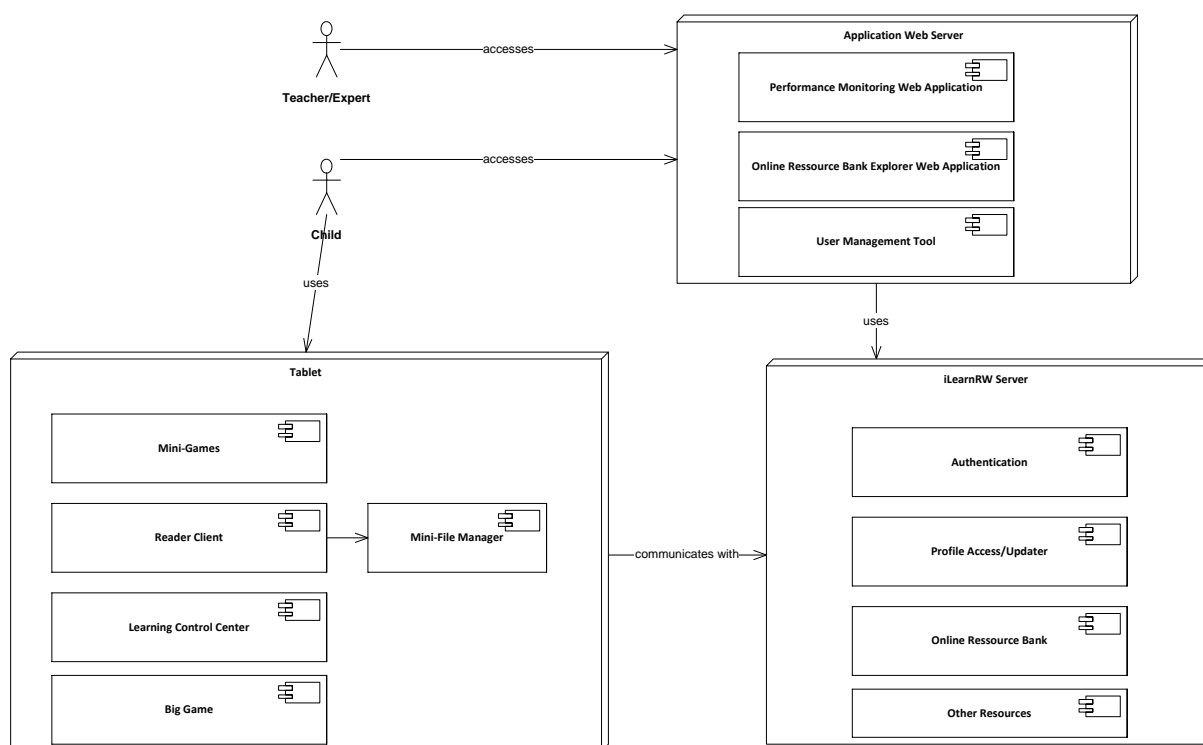 accesses
Teacher/Expert
Application Web Server
Performance Monitoring Web Application
accesses
Online Ressource Bank Explorer Web Application
Child
User Management Tool
uses
uses
Tablet
iLearnRW Server
Mini-Games
Authentication
Reader Client
Mini-File Manager
Profile Access/Updater
communicates with
Learning Control Center
Online Ressource Bank
Big Game
Other Resources